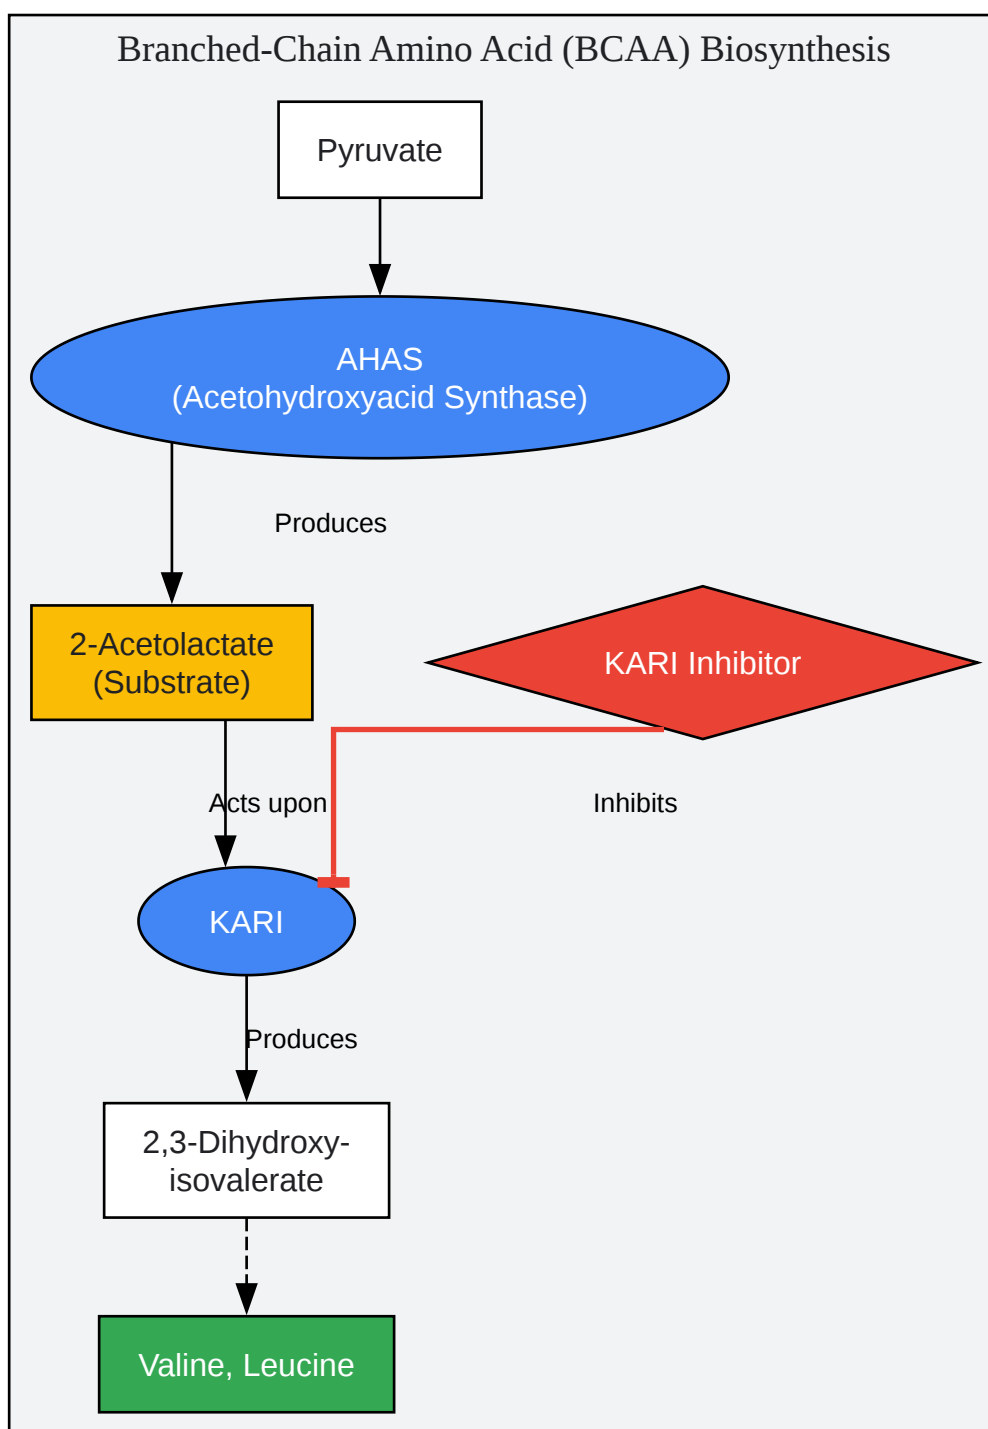 Branched-Chain Amino Acid (BCAA) Biosynthesis
Pyruvate
AHAS
(Acetohydroxyacid Synthase)
Produces
2-Acetolactate
(Substrate)
KARI Inhibitor
Acts upon
Inhibits
KARI
Produces
2,3-Dihydroxy-
isovalerate
Valine, Leucine